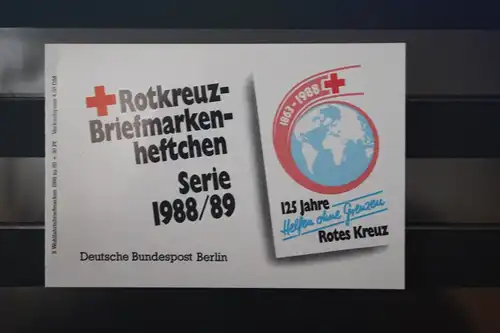 Rotkreuz-
Briefmarken-
heftchen
Serie
1988/89
Deutsche Bundespost Berlin
1863-1988
125 Jahre
Helfen ohne Grenzen
Rotes Kreuz